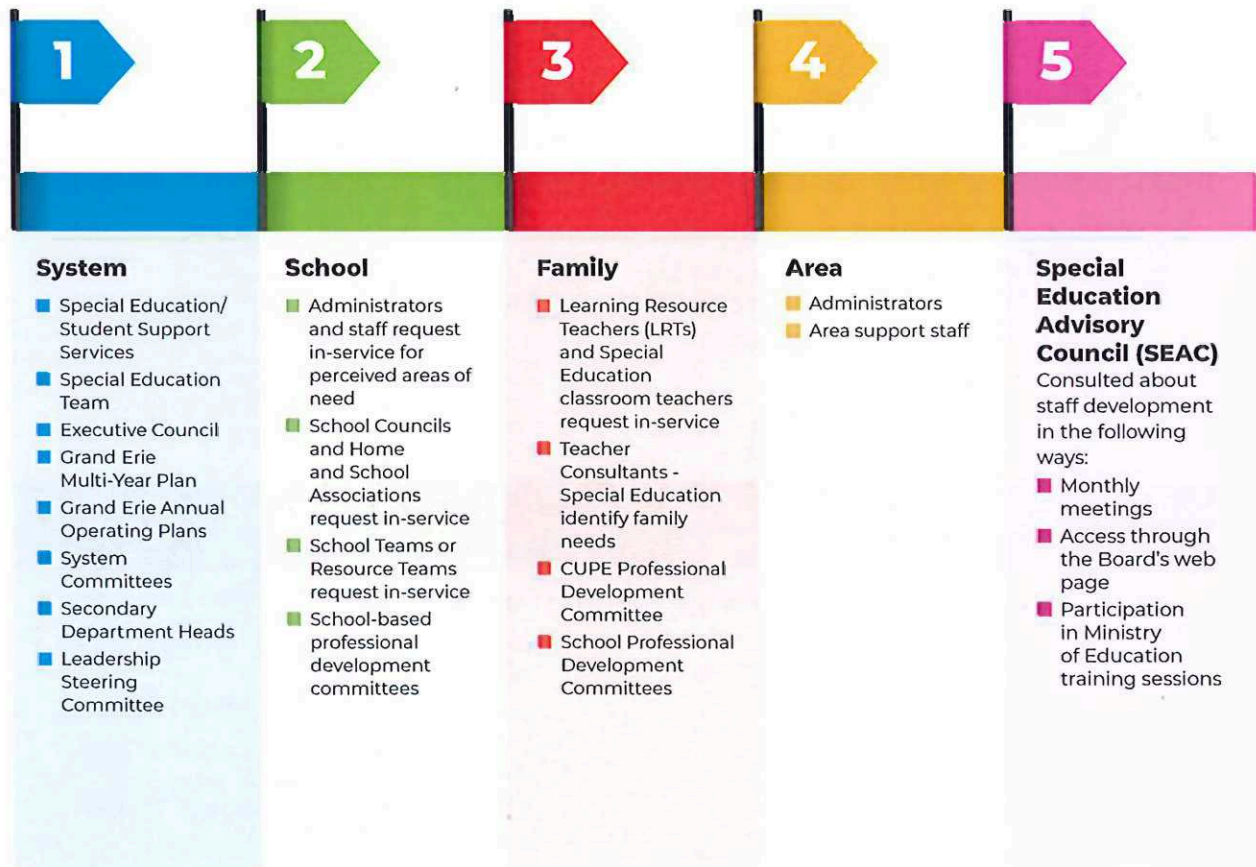 1
2
3
4
5
System
Special Education/
Student Support
Services
Special Education
Team
Executive Council
Grand Erie
Multi-Year Plan
Grand Erie Annual
Operating Plans
System
Committees
Secondary
Department Heads
Leadership
Steering
Committee
School
Administrators
and staff request
in-service for
perceived areas of
need
School Councils
and Home
and School
Associations
request in-service
School Teams or
Resource Teams
request in-service
School-based
professional
development
committees
Family
Learning Resource
Teachers (LRTs)
and Special
Education
classroom teachers
request in-service
Teacher
Consultants -
Special Education
identify family
needs
CUPE Professional
Development
Committee
School Professional
Development
Committees
Area
Administrators
Area support staff
Special
Education
Advisory
Council (SEAC)
Consulted about
staff development
in the following
ways:
Monthly
meetings
Access through
the Board's web
page
Participation
in Ministry
of Education
training sessions